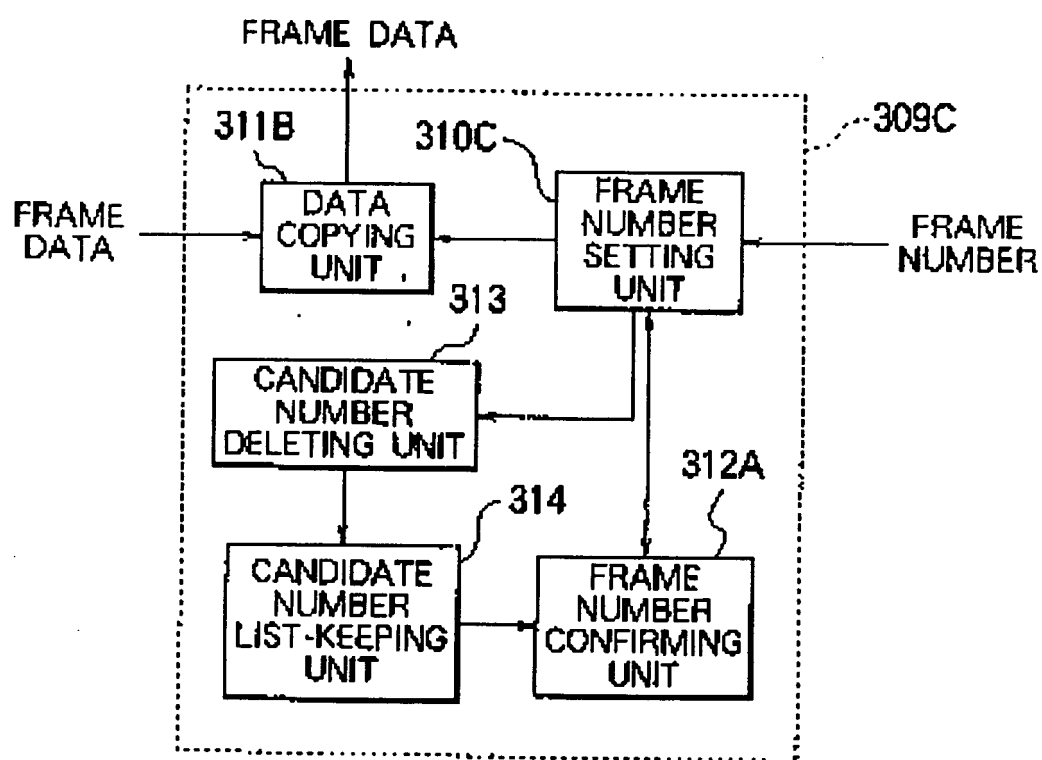 FRAME DATA
311B
310C
309C
DATA
COPYING
UNIT
FRAME
NUMBER
SETTING
UNIT
FRAME
DATA
FRAME
NUMBER
313
CANDIDATE
NUMBER
DELETING UNIT
312A
314
CANDIDATE
NUMBER
LIST-KEEPING
UNIT
FRAME
NUMBER
CONFIRMING
UNIT